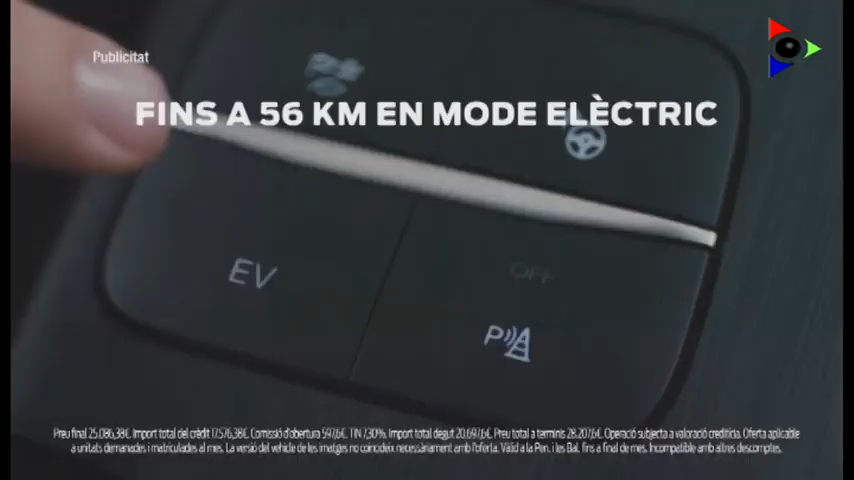 Publicitat
FINS A 56 KM EN MODE ELÈCTRIC
EV
OFF
P
Preu final 25.086,38€. Import total del crèdit 17.576,38€. Comissió d'obertura 597,6€. TIN 7,30%. Import total degut 20.697,6€. Preu total a terminis 28.207,6€. Operació subjecta a valoració creditícia. Oferta aplicable
a unitats demanades i matriculades al mes. La versió del vehicle de les imatges no coincideix necessàriament amb l'oferta. Vàlid a la Pen. i les Bal. fins a final de mes. Incompatible amb altres descomptes.